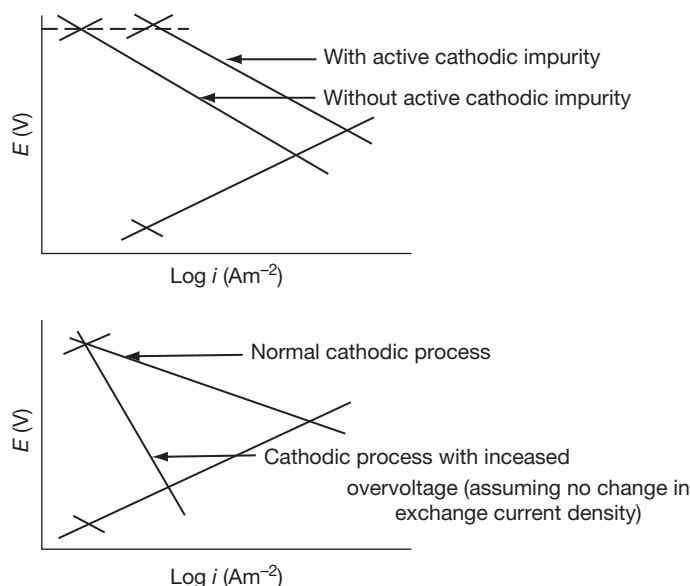 E (V)
With active cathodic impurity
Without active cathodic impurity
Log i (Am⁻²)
E (V)
Normal cathodic process
Cathodic process with inceased
overvoltage (assuming no change in
exchange current density)
Log i (Am⁻²)